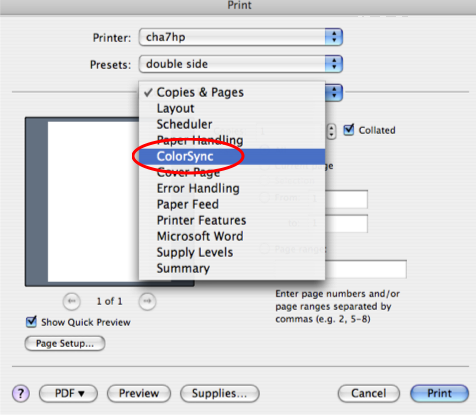 Print
Printer: cha7hp
Presets: double side
✓ Copies & Pages
Layout
Scheduler
Paper Handling
ColorSync
Cover Page
Error Handling
Paper Feed
Printer Features
Microsoft Word
Supply Levels
Summary
Collated
1 of 1
Show Quick Preview
Page Setup...
Enter page numbers and/or
page ranges separated by
commas (e.g. 2, 5–8)
? PDF ▼ Preview Supplies... Cancel Print